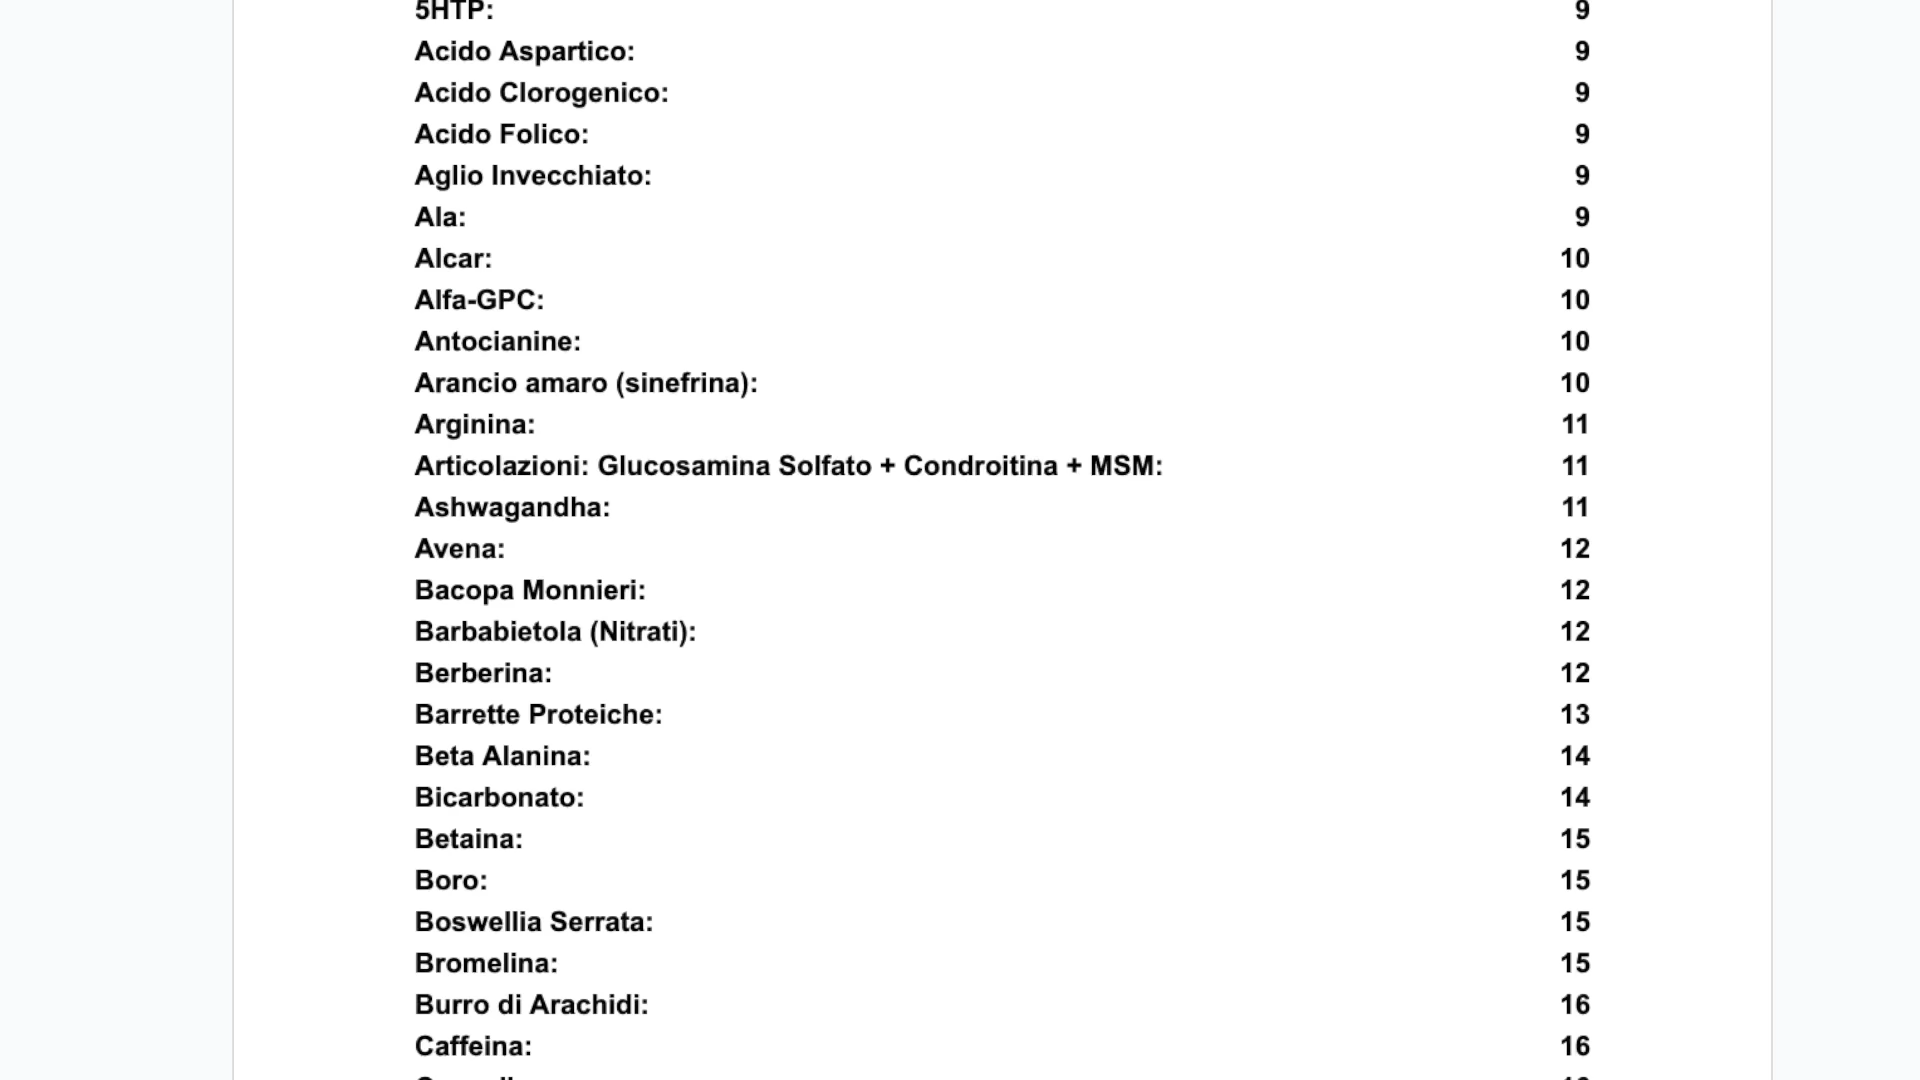 5HTP: 9
Acido Aspartico: 9
Acido Clorogenico: 9
Acido Folico: 9
Aglio Invecchiato: 9
Ala: 9
Alcar: 10
Alfa-GPC: 10
Antocianine: 10
Arancio amaro (sinefrina): 10
Arginina: 11
Articolazioni: Glucosamina Solfato + Condroitina + MSM: 11
Ashwagandha: 11
Avena: 12
Bacopa Monnieri: 12
Barbabietola (Nitrati): 12
Berberina: 12
Barrette Proteiche: 13
Beta Alanina: 14
Bicarbonato: 14
Betaina: 15
Boro: 15
Boswellia Serrata: 15
Bromelina: 15
Burro di Arachidi: 16
Caffeina: 16